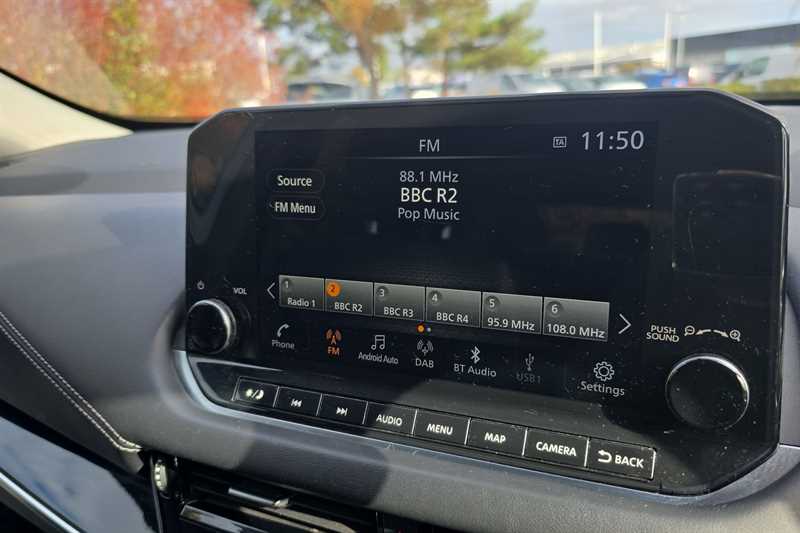 FM
TA 11:50
Source
88.1 MHz
BBC R2
FM Menu
Pop Music
1 Radio 1
2 BBC R2
3 BBC R3
4 BBC R4
5 95.9 MHz
6 108.0 MHz
VOL
PUSH SOUND
Phone
A FM
Android Auto
DAB
BT Audio
USB1
Settings
AUDIO
MENU
MAP
CAMERA
BACK